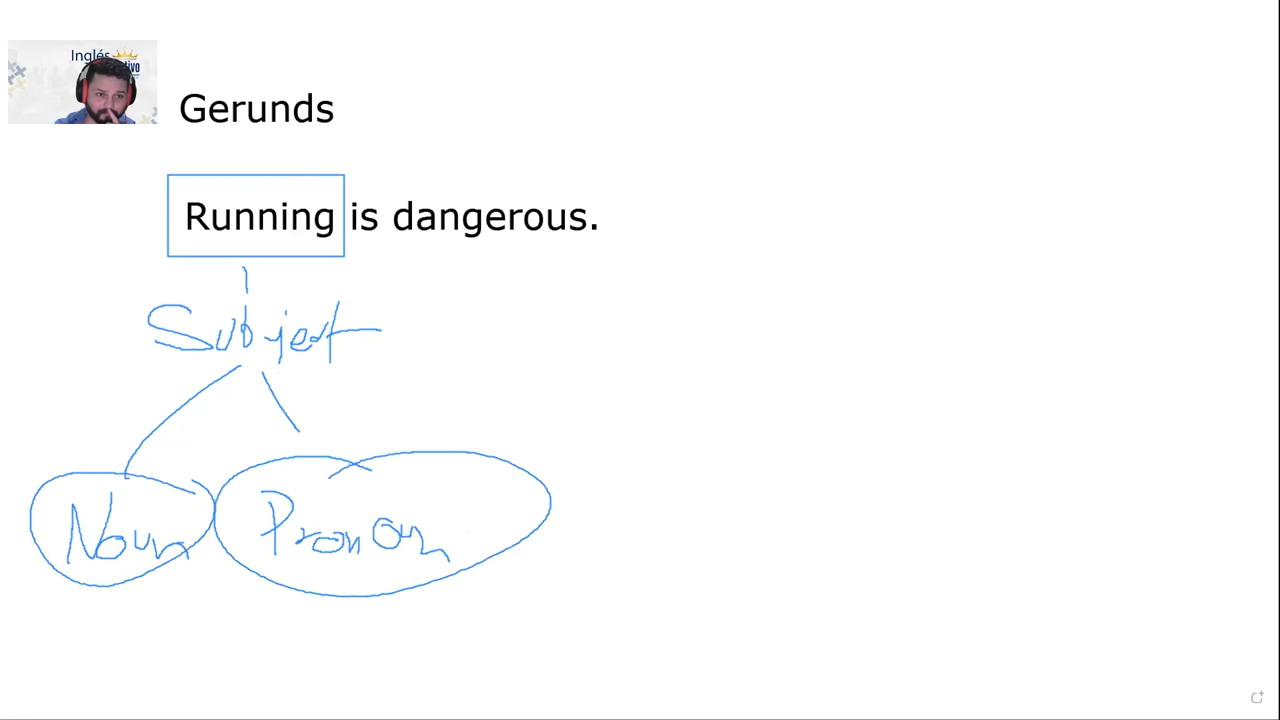 Inglés
Gerunds
Running is dangerous.
Subject
Noun Pronoun